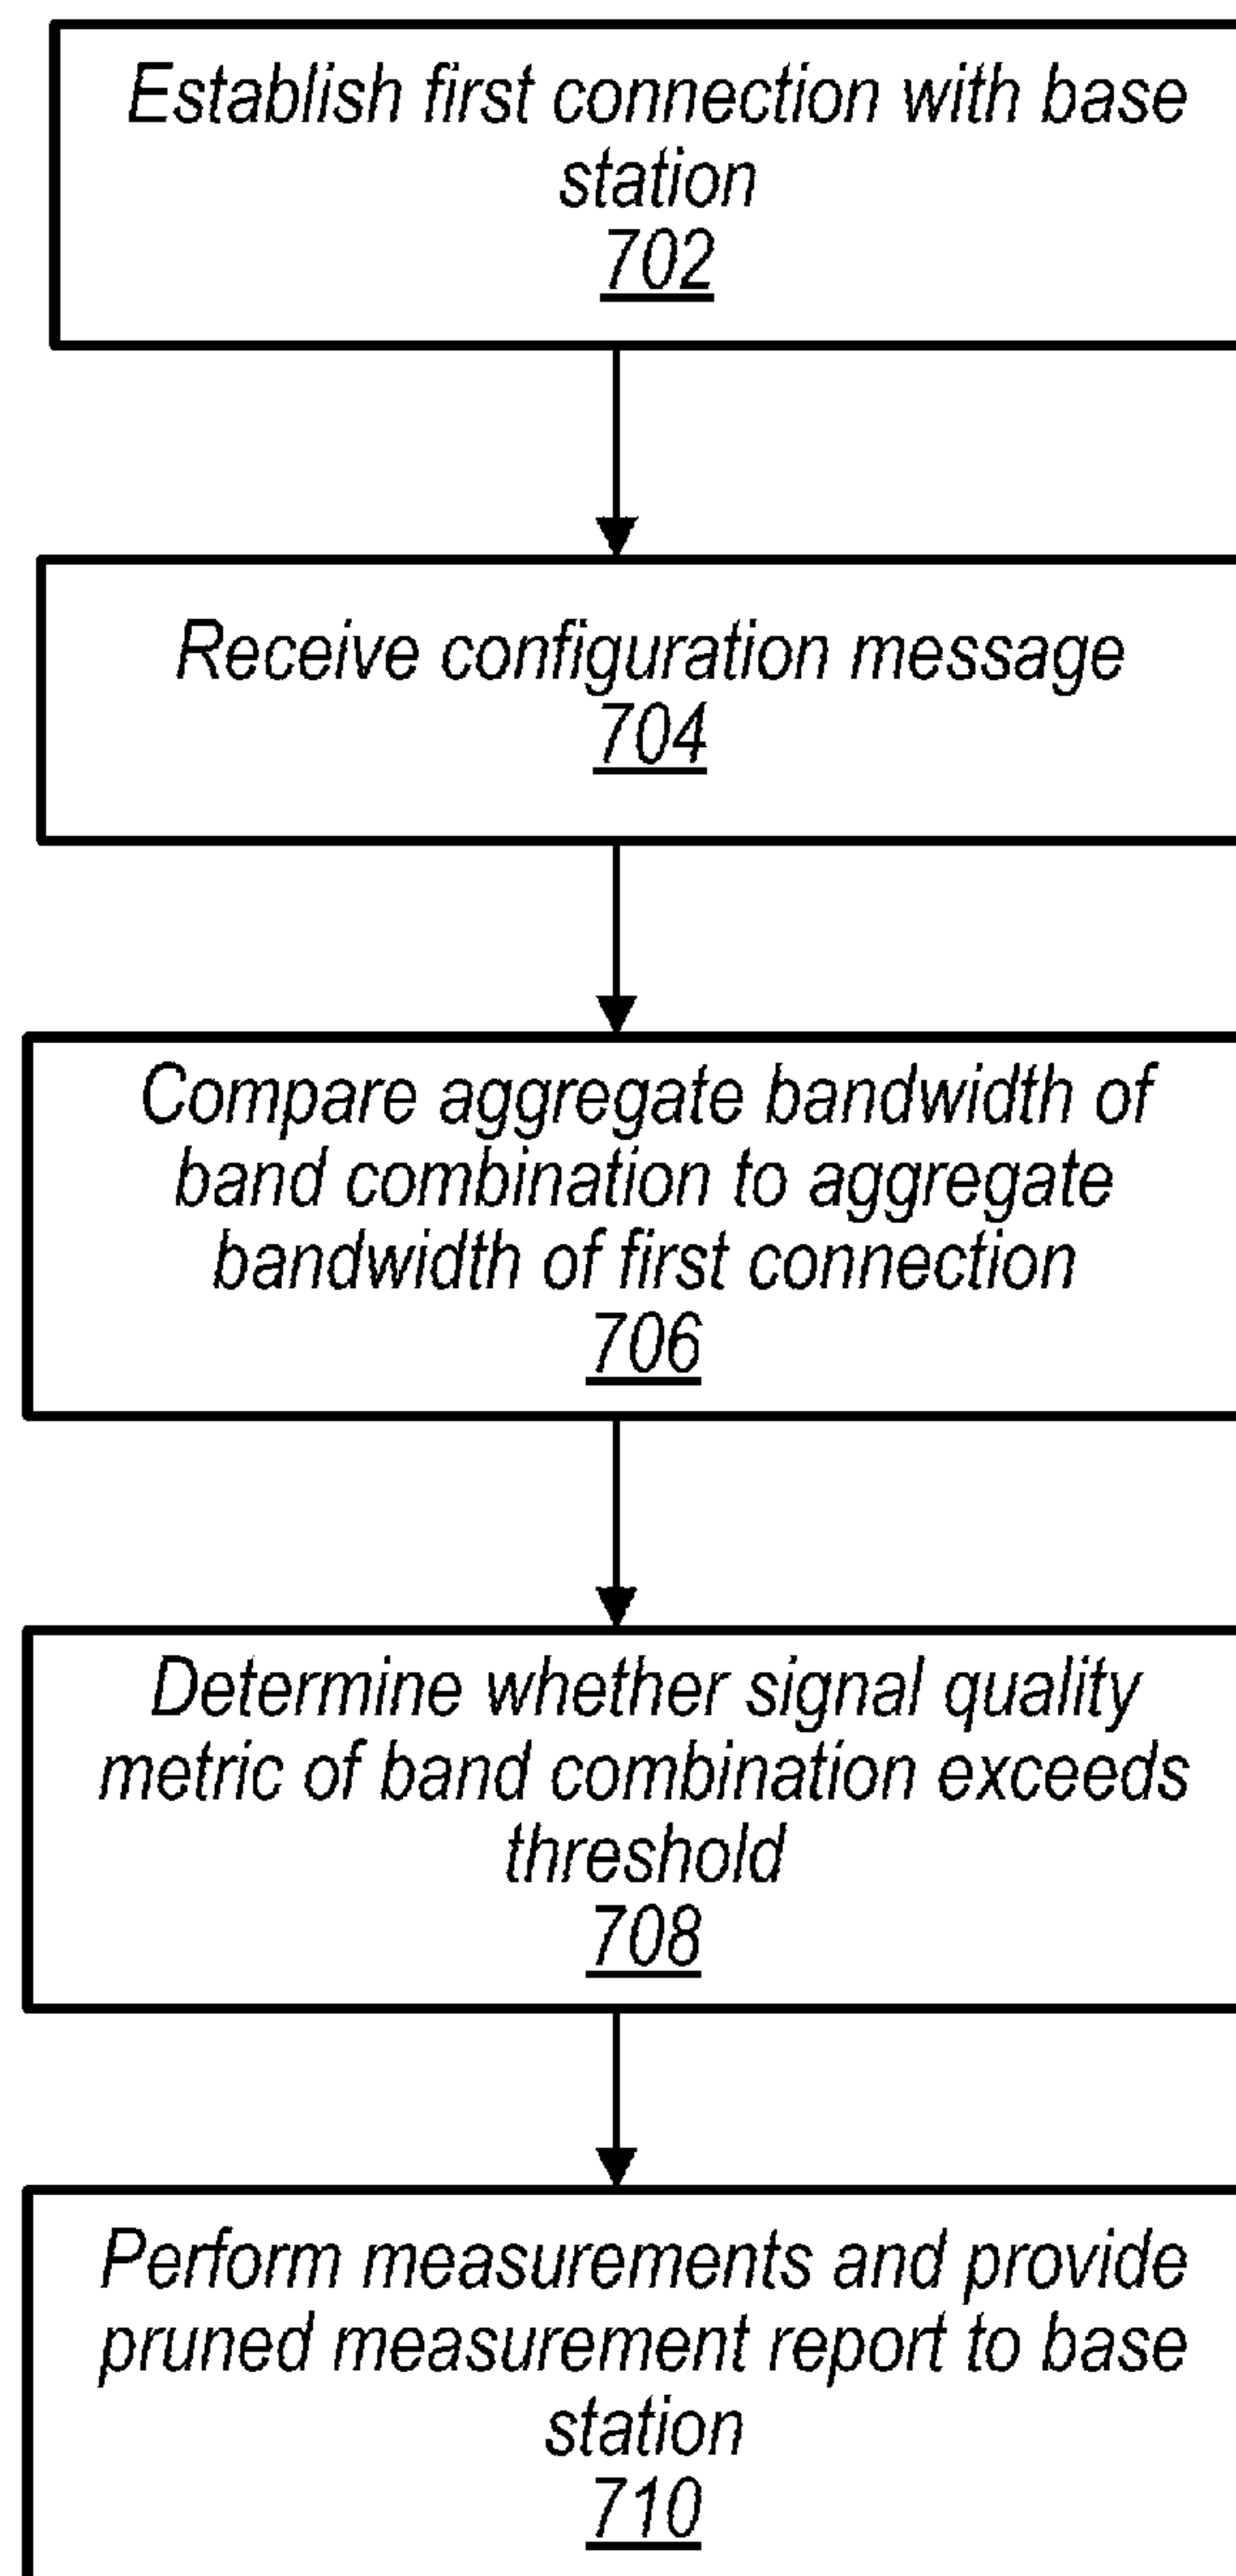 Establish first connection with base
station
702
Receive configuration message
704
Compare aggregate bandwidth of
band combination to aggregate
bandwidth of first connection
706
Determine whether signal quality
metric of band combination exceeds
threshold
708
Perform measurements and provide
pruned measurement report to base
station
710